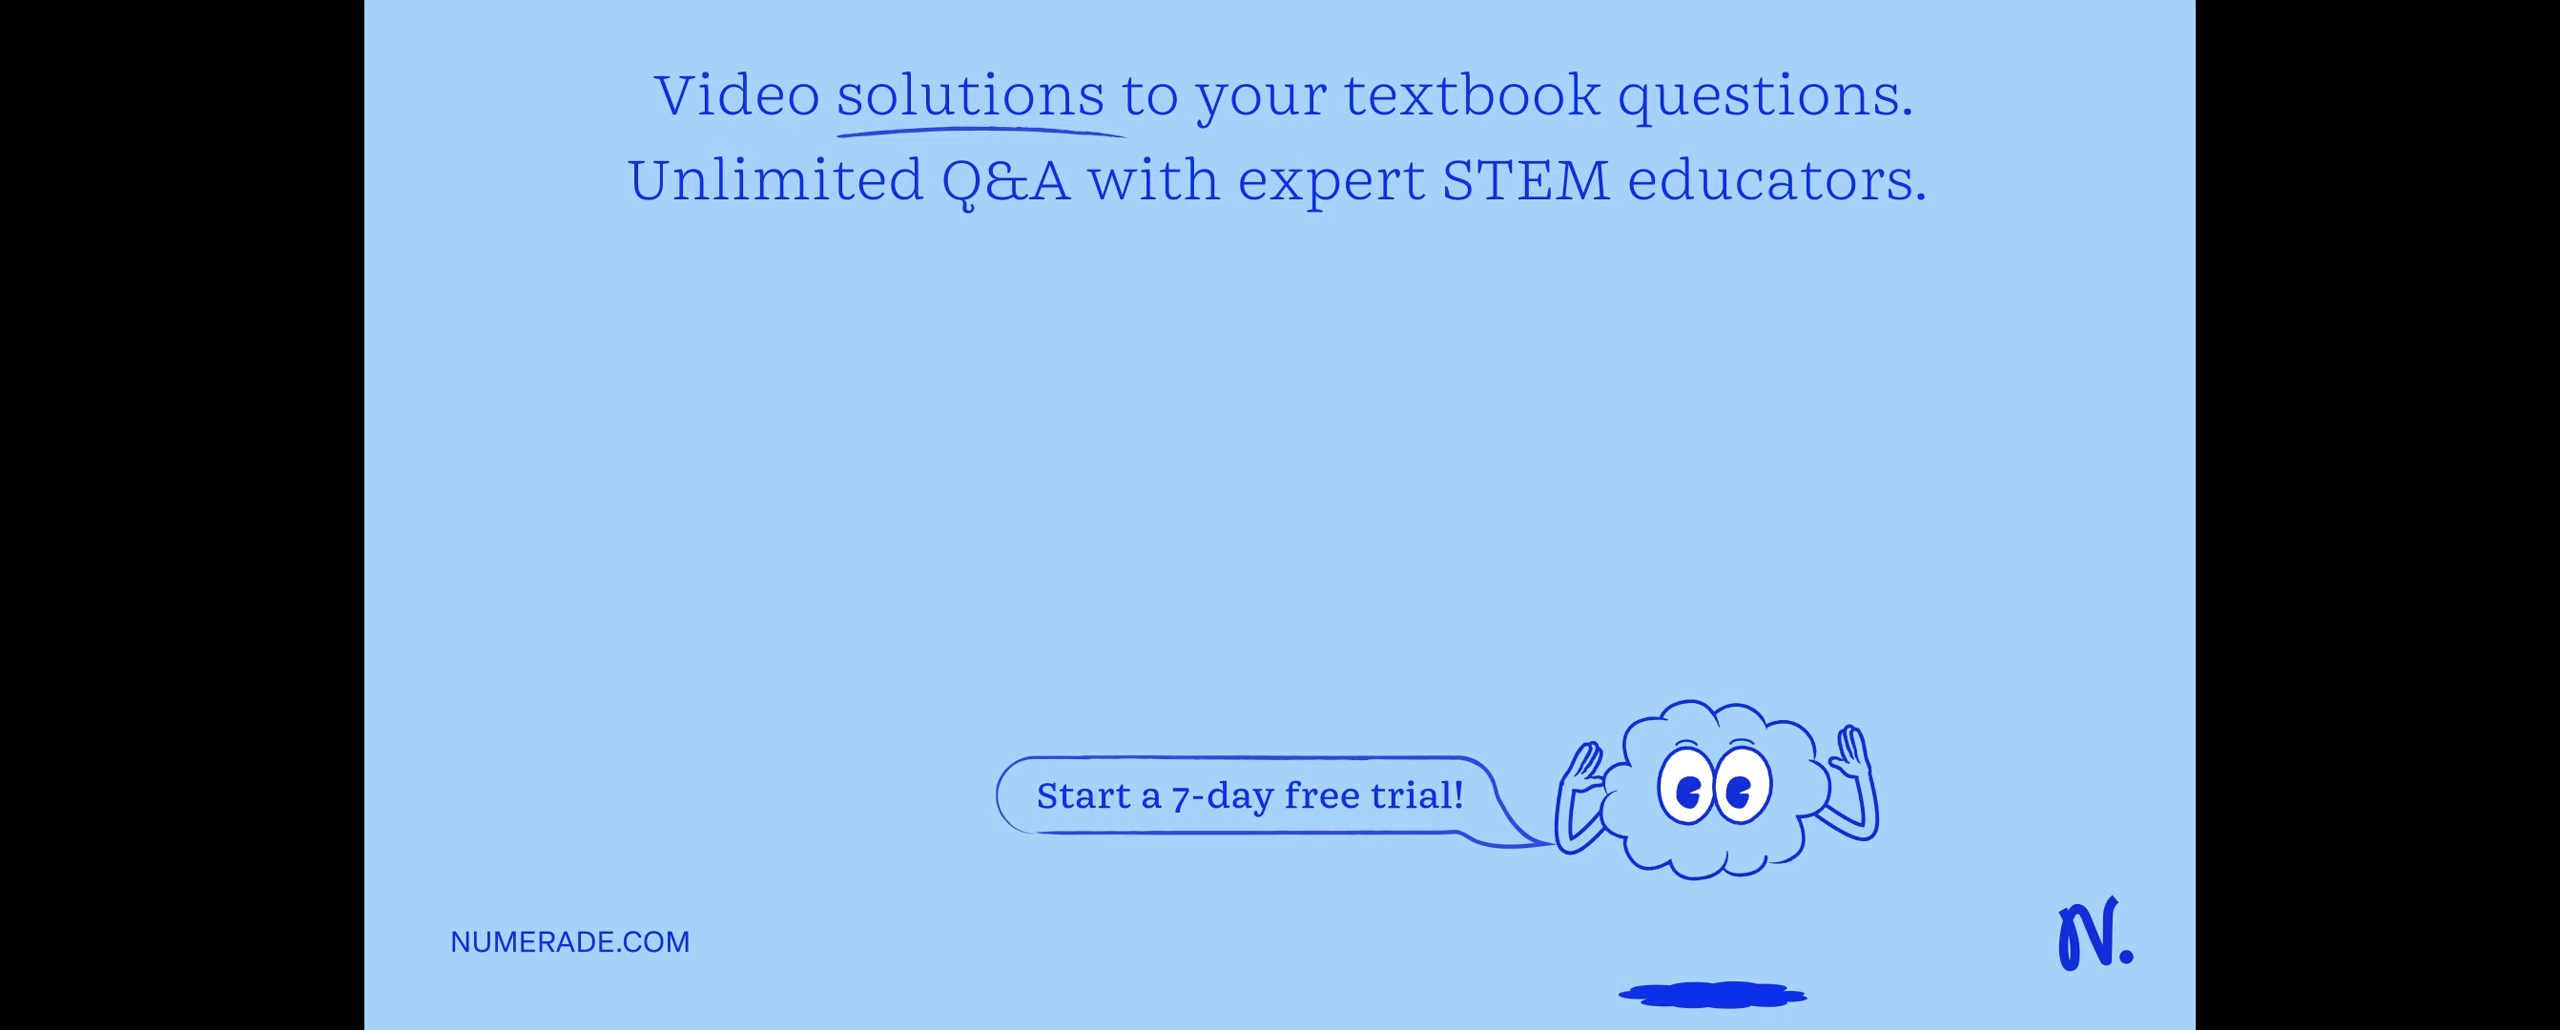 Video solutions to your textbook questions.
Unlimited Q&A with expert STEM educators.
Start a 7-day free trial!
NUMERADE.COM
N.